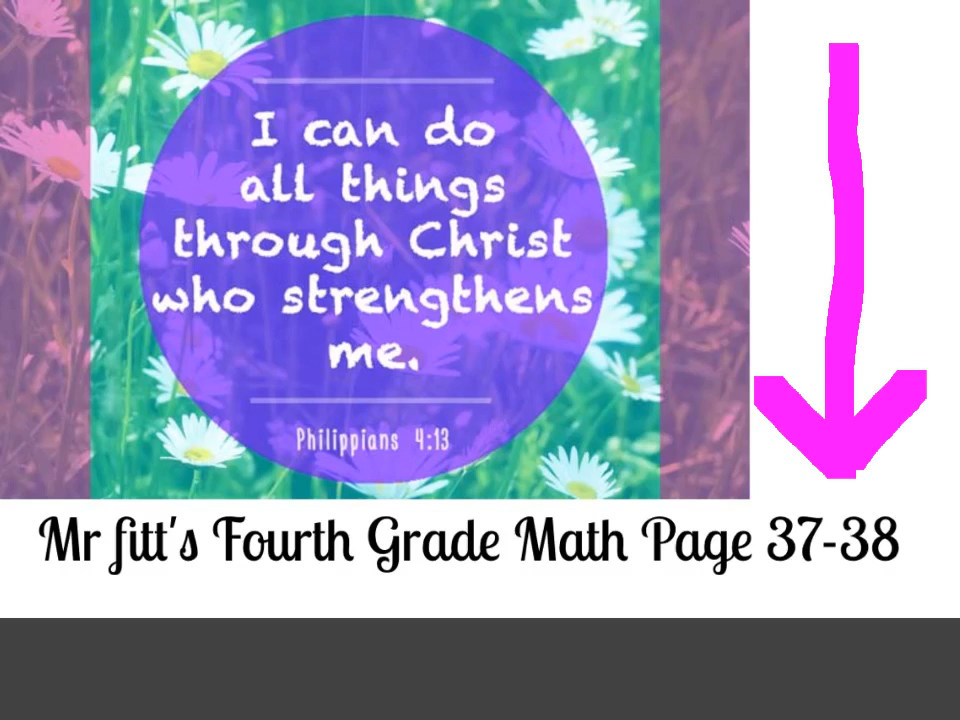 I can do
all things
through Christ
who strengthens
me.
Philippians 4:13
Mr fitt's Fourth Grade Math Page 37-38